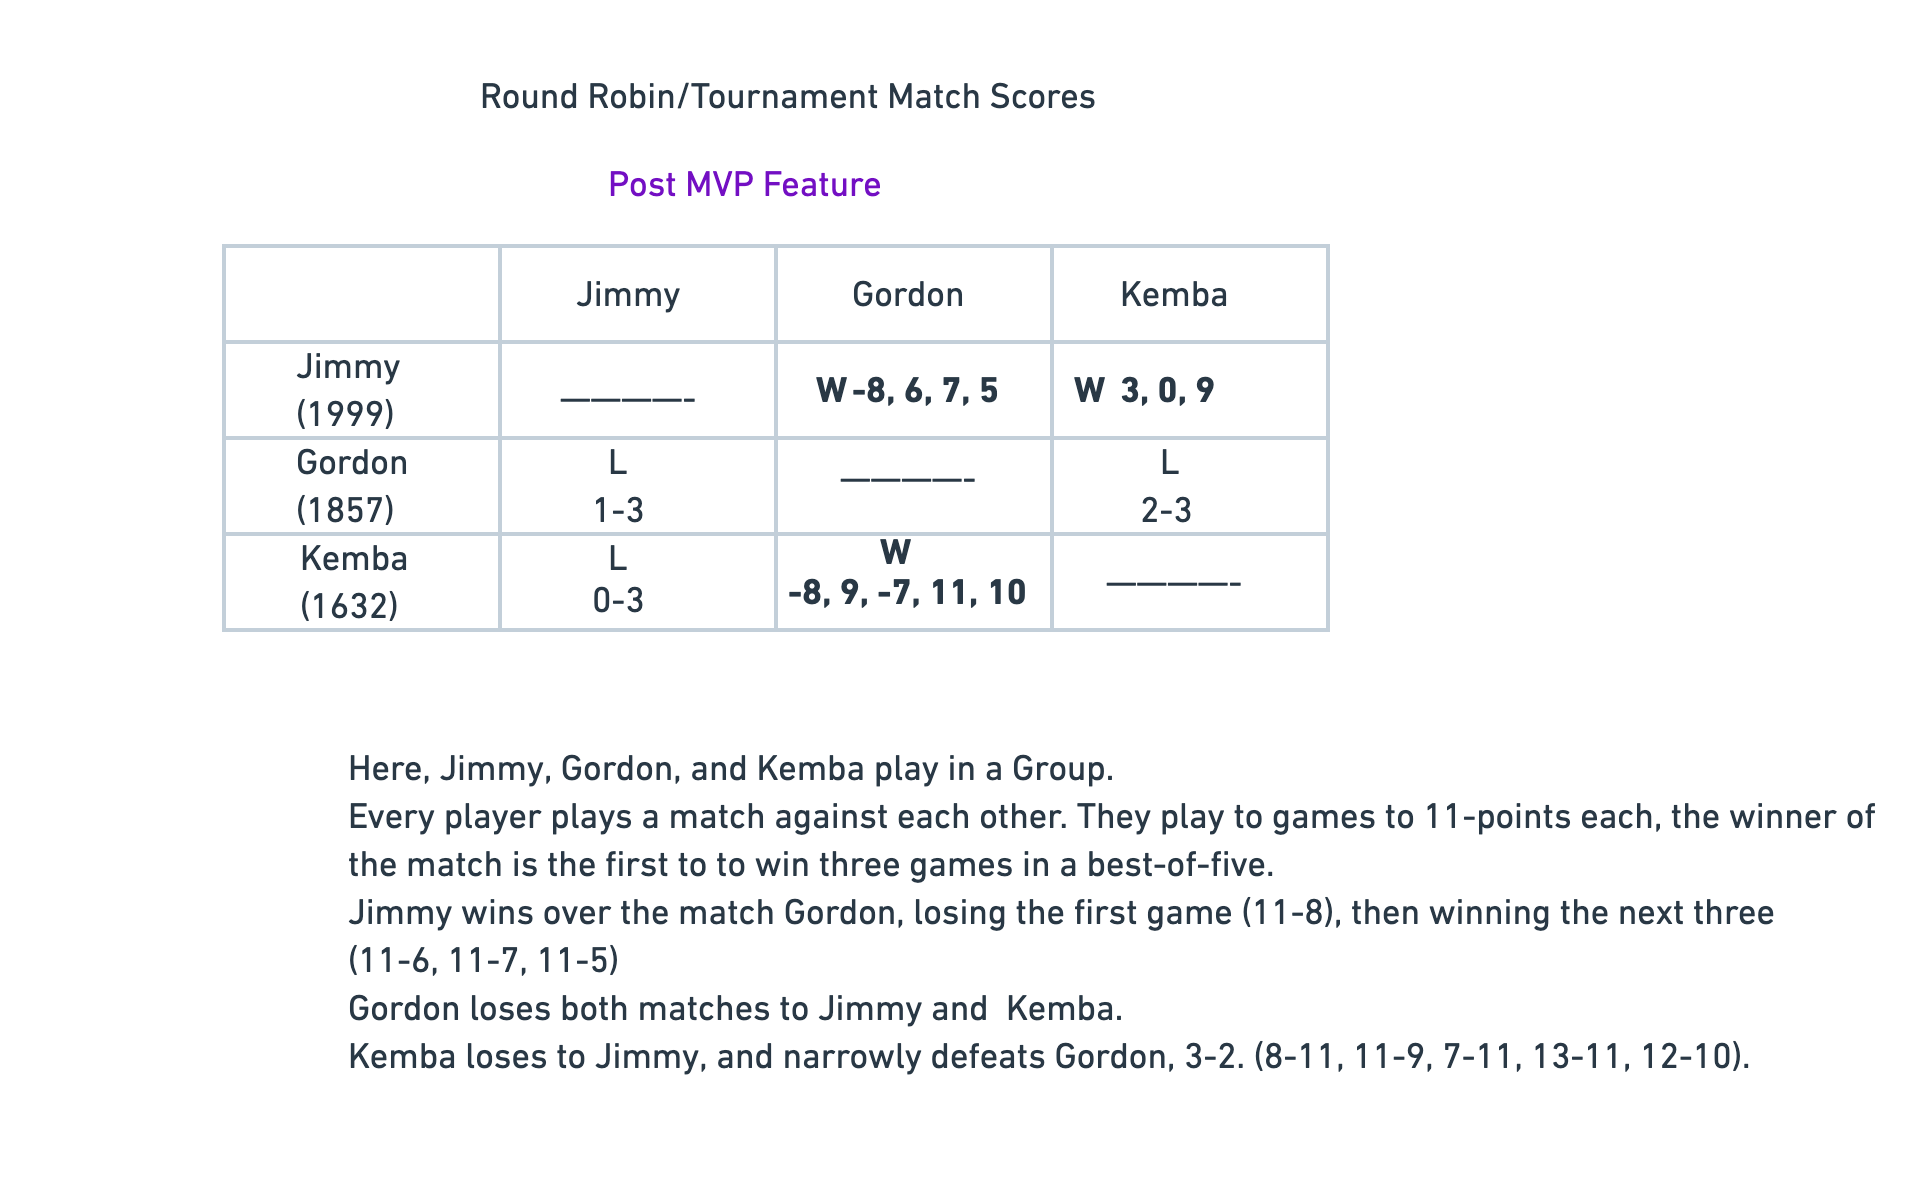 Round Robin/Tournament Match Scores
Post MVP Feature
Jimmy Gordon Kemba
Jimmy
(1999)
————- W -8, 6, 7, 5 W 3, 0, 9
Gordon
(1857)
L
1-3
————-
L
2-3
Kemba
(1632)
L
0-3
W
-8, 9, -7, 11, 10
————-
Here, Jimmy, Gordon, and Kemba play in a Group.
Every player plays a match against each other. They play to games to 11-points each, the winner of
the match is the first to to win three games in a best-of-five.
Jimmy wins over the match Gordon, losing the first game (11-8), then winning the next three
(11-6, 11-7, 11-5)
Gordon loses both matches to Jimmy and  Kemba.
Kemba loses to Jimmy, and narrowly defeats Gordon, 3-2. (8-11, 11-9, 7-11, 13-11, 12-10).